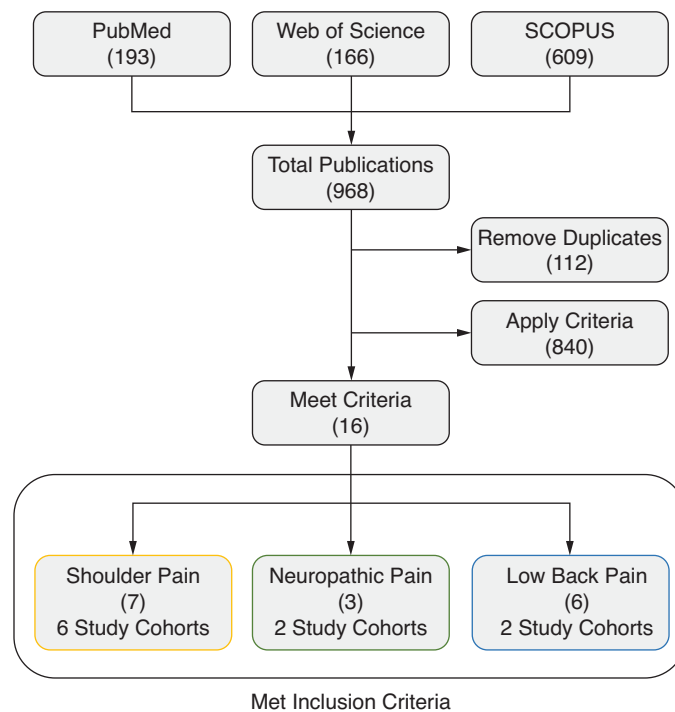 PubMed
(193)
Web of Science
(166)
SCOPUS
(609)
Total Publications
(968)
Remove Duplicates
(112)
Apply Criteria
(840)
Meet Criteria
(16)
Shoulder Pain
(7)
6 Study Cohorts
Neuropathic Pain
(3)
2 Study Cohorts
Low Back Pain
(6)
2 Study Cohorts
Met Inclusion Criteria